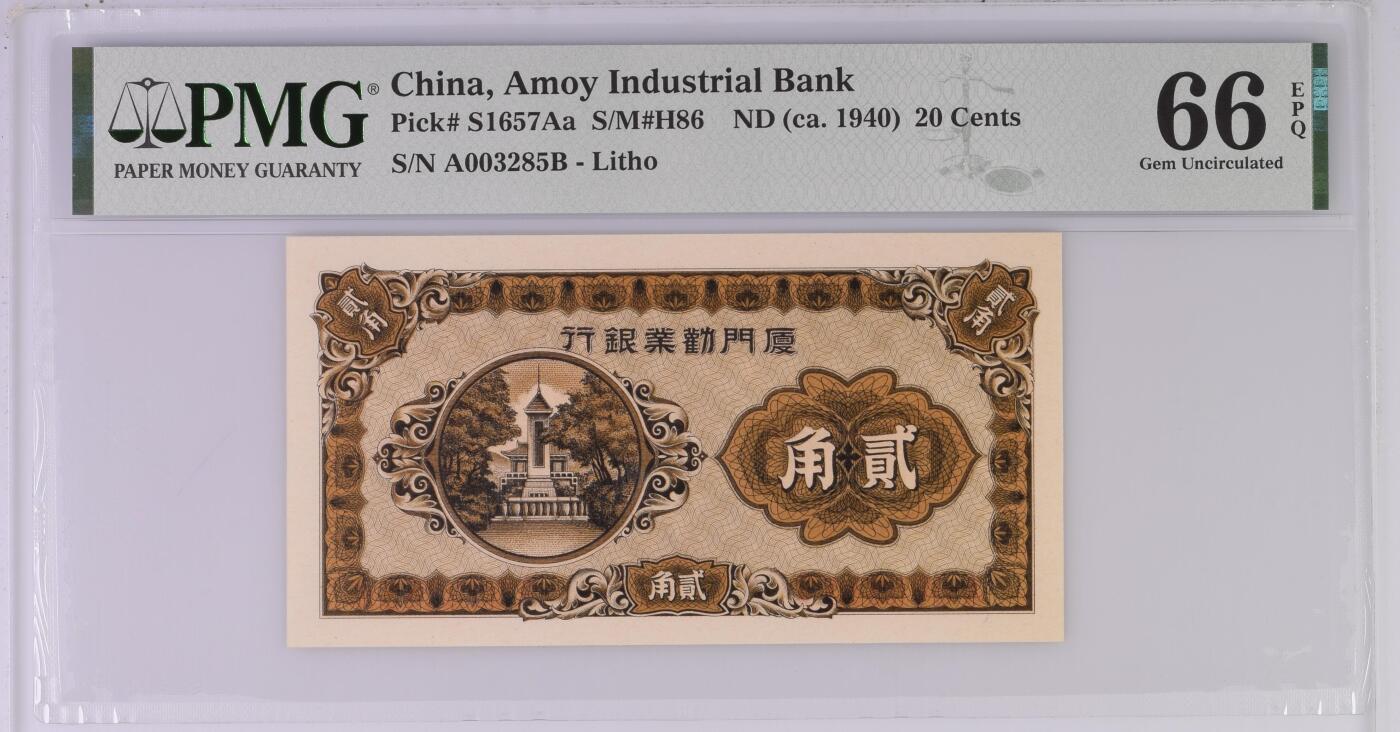 PMG®
PAPER MONEY GUARANTY
China, Amoy Industrial Bank
Pick# S1657Aa S/M#H86 ND (ca. 1940) 20 Cents
S/N A003285B - Litho
66 EPQ
Gem Uncirculated
貳角
貳角
行銀業勸門廈
角貳
角貳